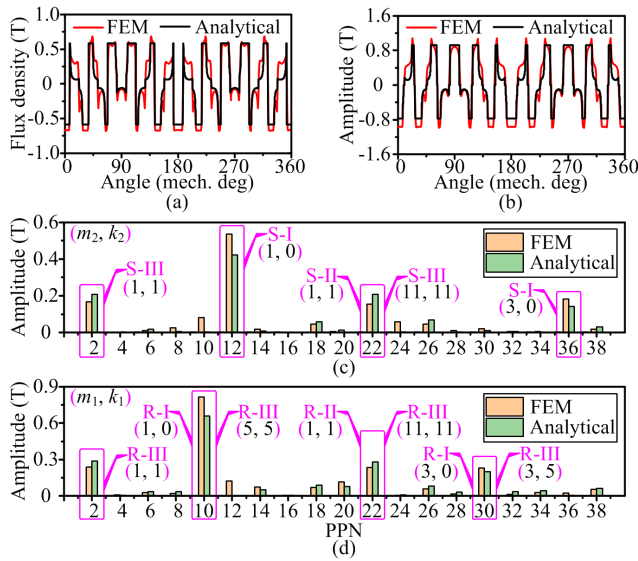 FEM Analytical
1.0
0.5
0
-0.5
-1.0
Flux density (T)
0 90 180 270 360
Angle (mech. deg)
(a)
FEM Analytical
1.6
0.8
0
-0.8
-1.6
Amplitude (T)
0 90 180 270 360
Angle (mech. deg)
(b)
Amplitude (T)
0.6
0.4
0.2
0
(m2, k2)
S-III
(1, 1)
S-I
(1, 0)
S-II
(1, 1)
S-III
(11, 11)
S-I
(3, 0)
FEM
Analytical
2 4 6 8 10 12 14 16 18 20 22 24 26 28 30 32 34 36 38
(c)
Amplitude (T)
0.9
0.6
0.3
0
(m1, k1)
R-I
(1, 0)
R-III
(5, 5)
R-II
(1, 1)
R-III
(11, 11)
FEM
Analytical
R-III
(1, 1)
R-I
(3, 0)
R-III
(3, 5)
2 4 6 8 10 12 14 16 18 20 22 24 26 28 30 32 34 36 38
PPN
(d)